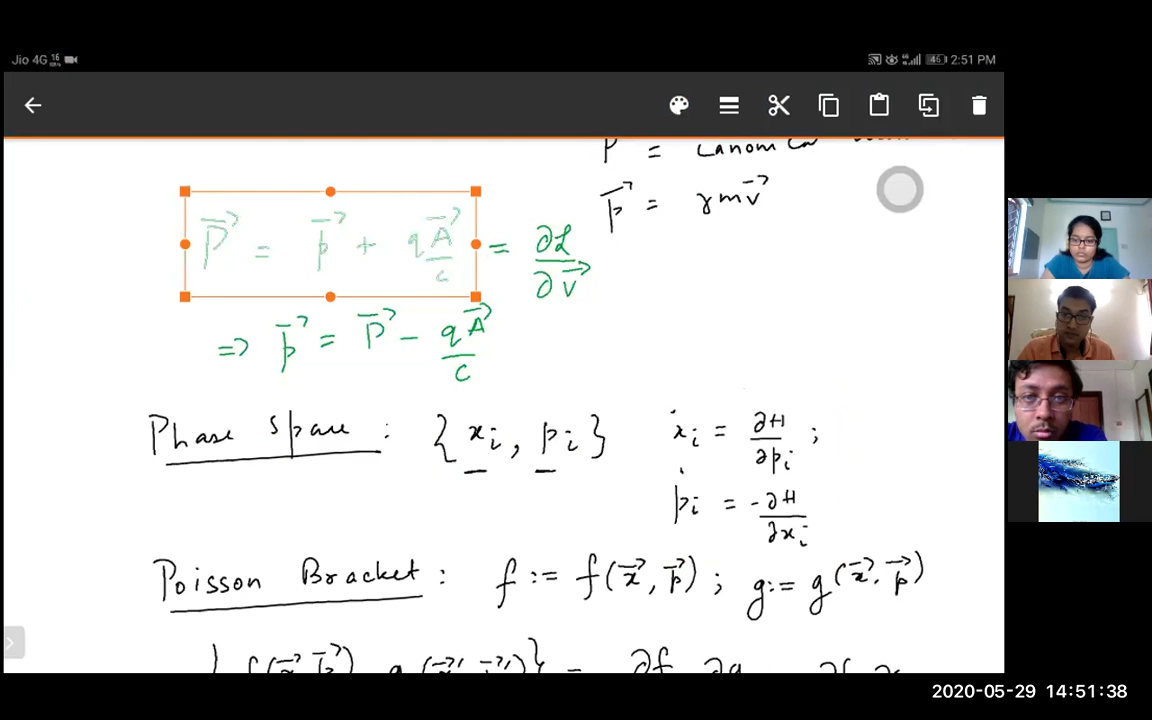 Jio 4G 2:51 PM
P = canonical
p⃗ = γmv⃗
P⃗ = p⃗ + qA⃗/c = ∂L/∂v⃗
=> p⃗ = P⃗ − qA⃗/c
Phase Space : { xᵢ, pᵢ } ẋᵢ = ∂H/∂pᵢ ;
ṗᵢ = -∂H/∂xᵢ
Poisson Bracket : f := f(x⃗, p⃗) ; g := g(x⃗, p⃗)
2020-05-29 14:51:38